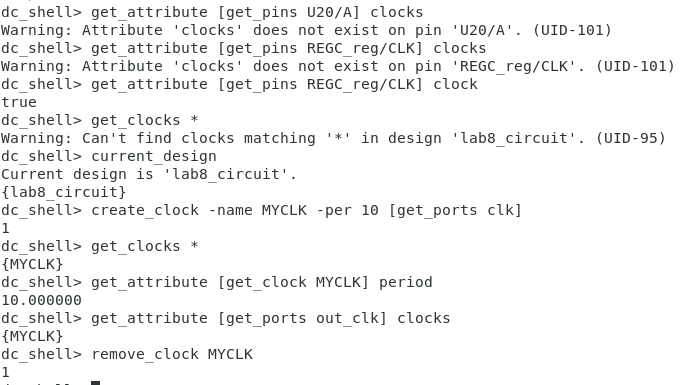 dc_shell> get_attribute [get_pins U20/A] clocks
Warning: Attribute 'clocks' does not exist on pin 'U20/A'. (UID-101)
dc_shell> get_attribute [get_pins REGC_reg/CLK] clocks
Warning: Attribute 'clocks' does not exist on pin 'REGC_reg/CLK'. (UID-101)
dc_shell> get_attribute [get_pins REGC_reg/CLK] clock
true
dc_shell> get_clocks *
Warning: Can't find clocks matching '*' in design 'lab8_circuit'. (UID-95)
dc_shell> current_design
Current design is 'lab8_circuit'.
{lab8_circuit}
dc_shell> create_clock -name MYCLK -per 10 [get_ports clk]
1
dc_shell> get_clocks *
{MYCLK}
dc_shell> get_attribute [get_clock MYCLK] period
10.000000
dc_shell> get_attribute [get_ports out_clk] clocks
{MYCLK}
dc_shell> remove_clock MYCLK
1